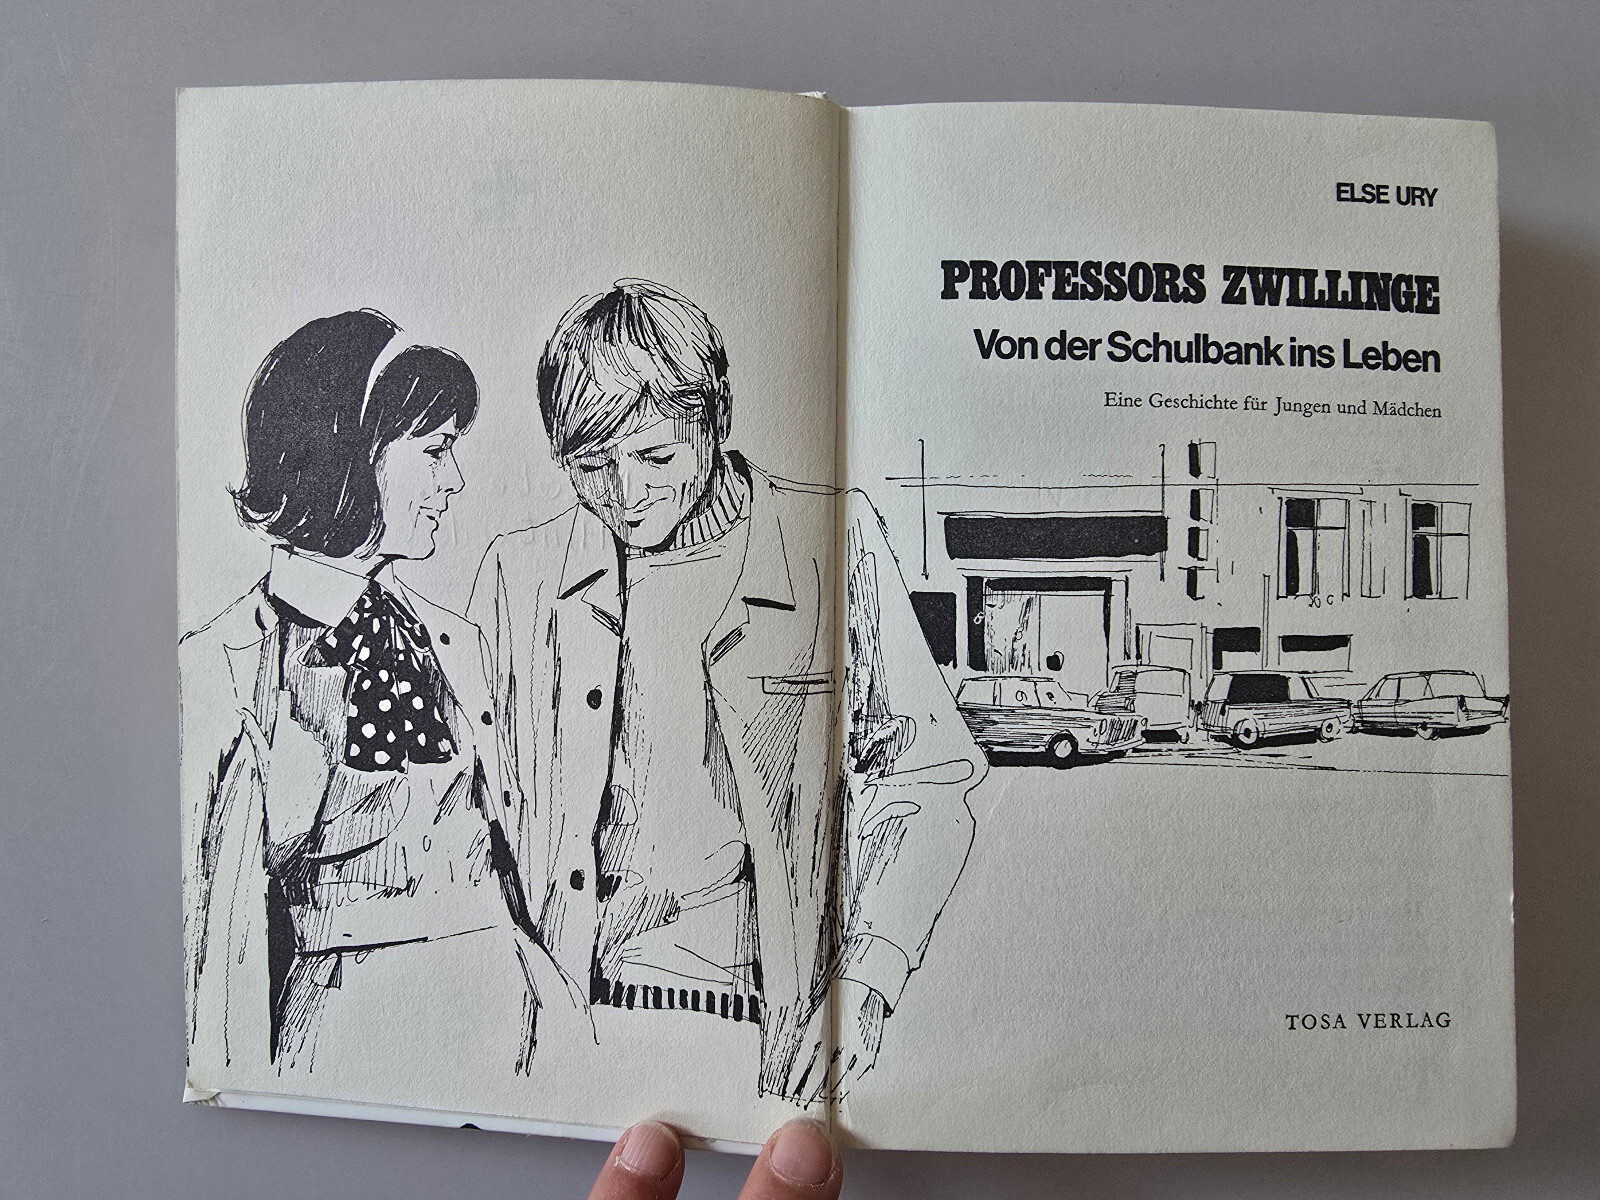 ELSE URY
PROFESSORS ZWILLINGE
Von der Schulbank ins Leben
Eine Geschichte für Jungen und Mädchen
TOSA VERLAG